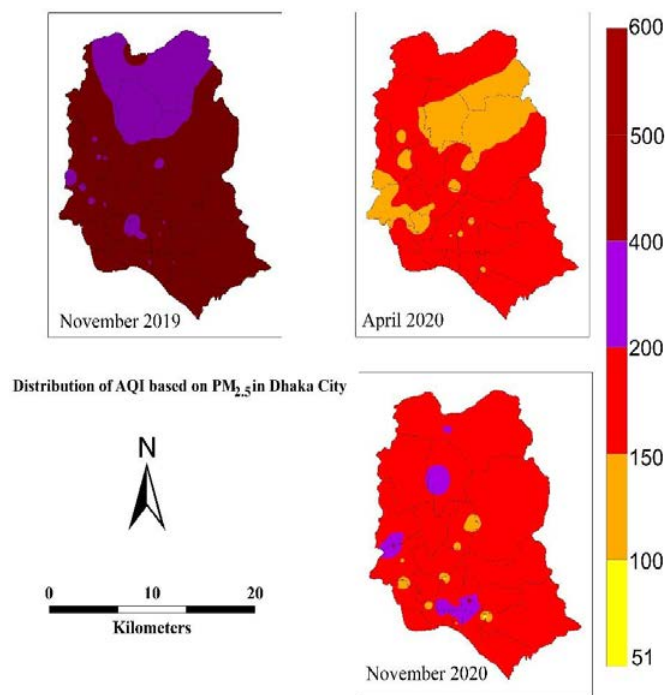 600
500
400
200
150
100
51
November 2019
April 2020
Distribution of AQI based on PM2.5 in Dhaka City
N
0 10 20
Kilometers
November 2020